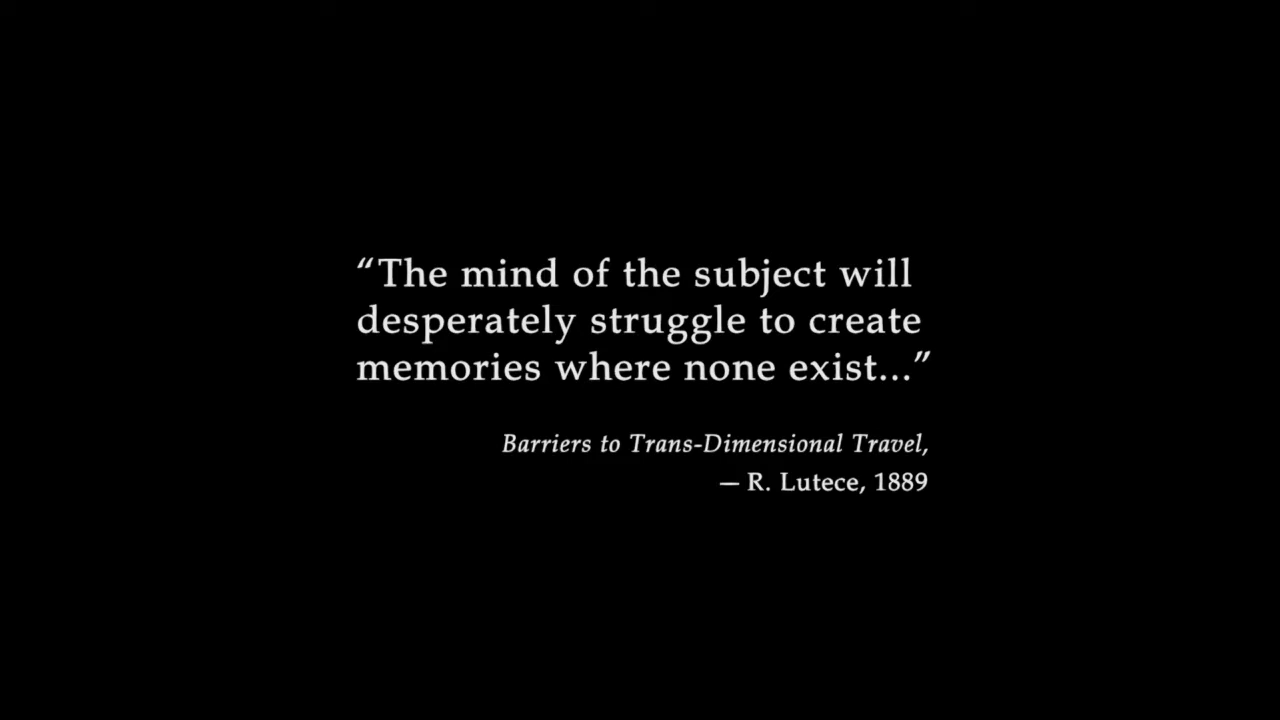 “The mind of the subject will
desperately struggle to create
memories where none exist...”
Barriers to Trans-Dimensional Travel,
— R. Lutece, 1889